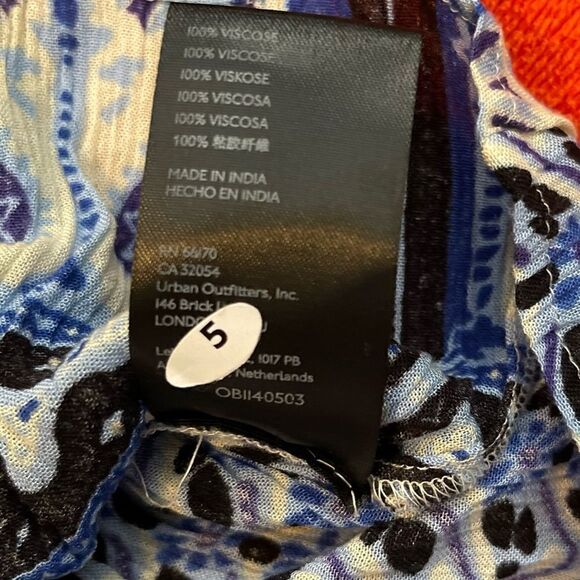 100% VISCOSE
100% VISCOSE
100% VISKOSE
100% VISCOSA
100% VISCOSA
100% 粘胶纤维
MADE IN INDIA
HECHO EN INDIA
RN 66170
CA 32054
Urban Outfitters, Inc.
146 Brick
5
1017 PB
Netherlands
OB1140503